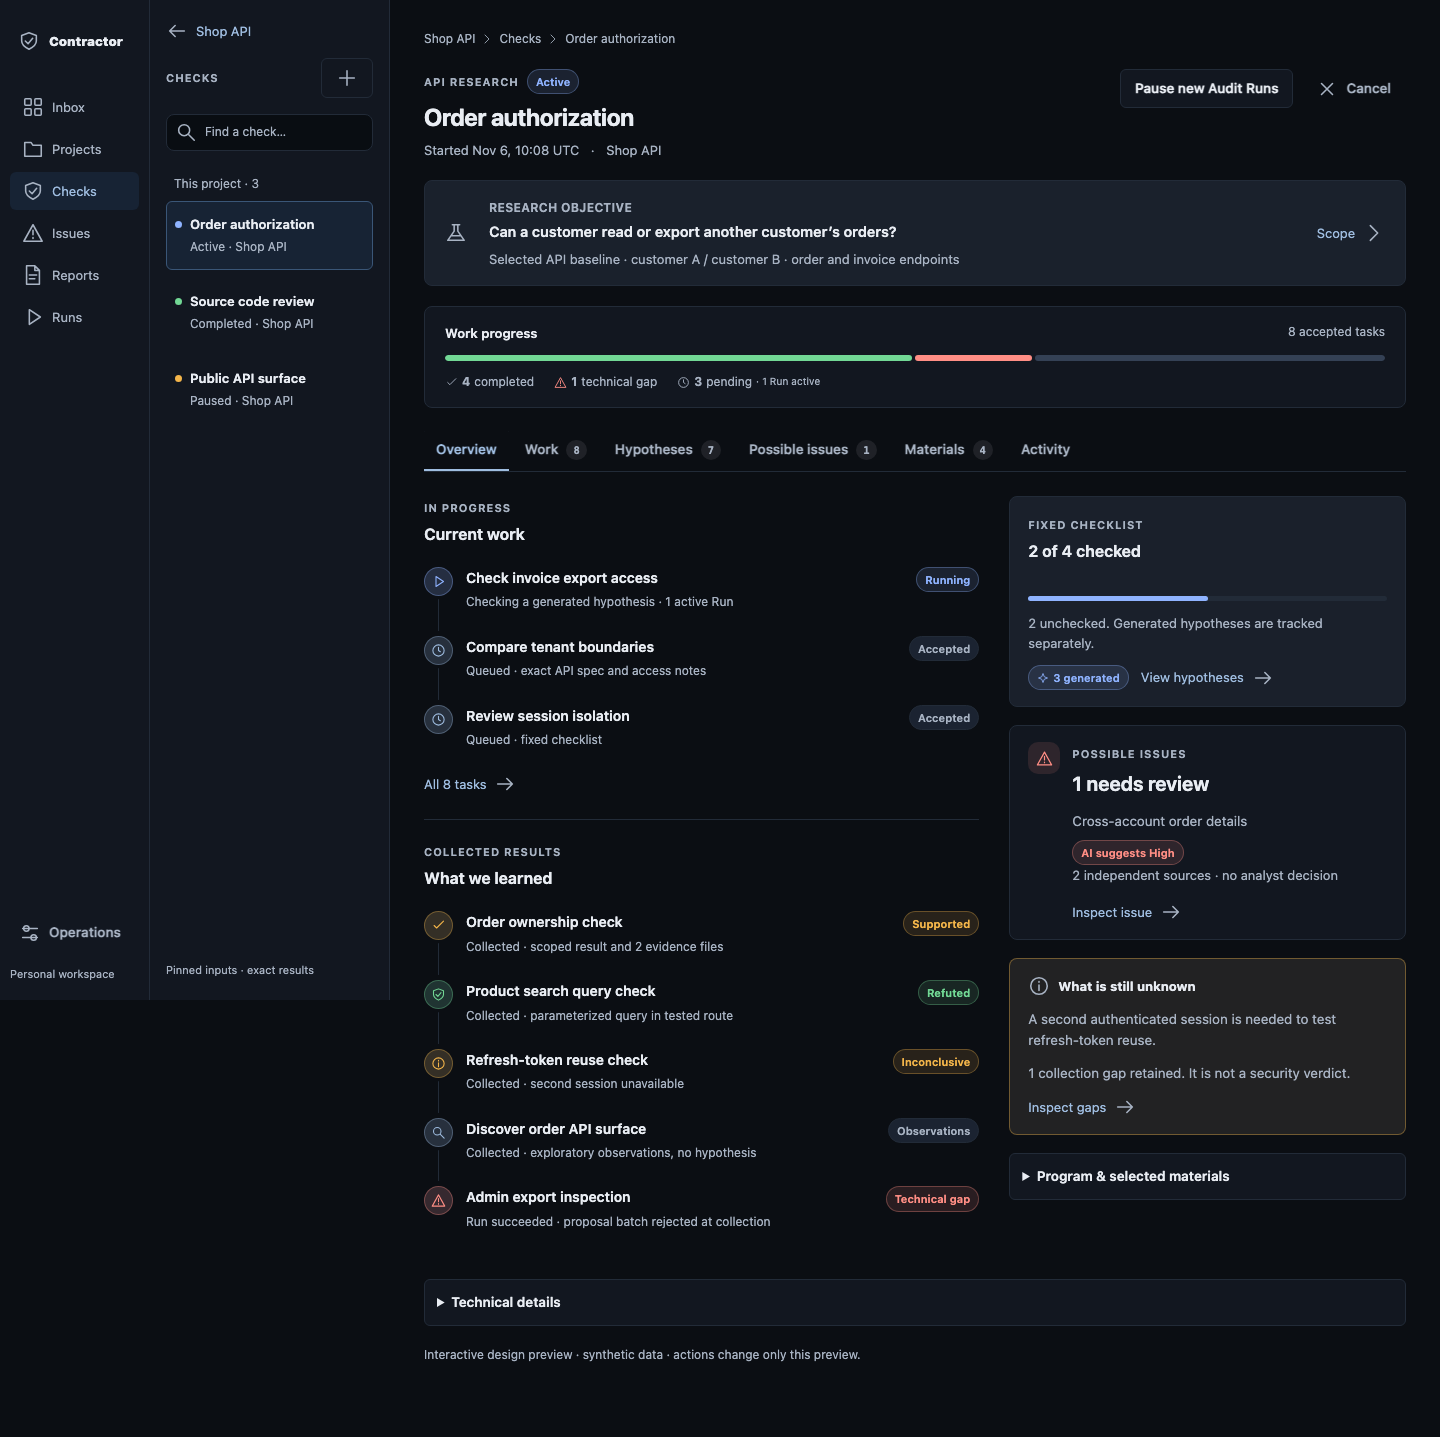 Contractor
Inbox
Projects
Checks
Issues
Reports
Runs
Operations
Personal workspace
Shop API
CHECKS
Find a check...
This project · 3
Order authorization
Active · Shop API
Source code review
Completed · Shop API
Public API surface
Paused · Shop API
Pinned inputs · exact results
Shop API > Checks > Order authorization
API RESEARCH Active
Order authorization
Started Nov 6, 10:08 UTC · Shop API
Pause new Audit Runs
Cancel
RESEARCH OBJECTIVE
Can a customer read or export another customer’s orders?
Selected API baseline · customer A / customer B · order and invoice endpoints
Scope
Work progress
8 accepted tasks
4 completed 1 technical gap 3 pending · 1 Run active
Overview Work 8 Hypotheses 7 Possible issues 1 Materials 4 Activity
IN PROGRESS
Current work
Check invoice export access
Running
Checking a generated hypothesis · 1 active Run
Compare tenant boundaries
Accepted
Queued · exact API spec and access notes
Review session isolation
Accepted
Queued · fixed checklist
All 8 tasks
COLLECTED RESULTS
What we learned
Order ownership check
Supported
Collected · scoped result and 2 evidence files
Product search query check
Refuted
Collected · parameterized query in tested route
Refresh-token reuse check
Inconclusive
Collected · second session unavailable
Discover order API surface
Observations
Collected · exploratory observations, no hypothesis
Admin export inspection
Technical gap
Run succeeded · proposal batch rejected at collection
FIXED CHECKLIST
2 of 4 checked
2 unchecked. Generated hypotheses are tracked
separately.
3 generated View hypotheses
POSSIBLE ISSUES
1 needs review
Cross-account order details
AI suggests High
2 independent sources · no analyst decision
Inspect issue
What is still unknown
A second authenticated session is needed to test
refresh-token reuse.
1 collection gap retained. It is not a security verdict.
Inspect gaps
Program & selected materials
Technical details
Interactive design preview · synthetic data · actions change only this preview.